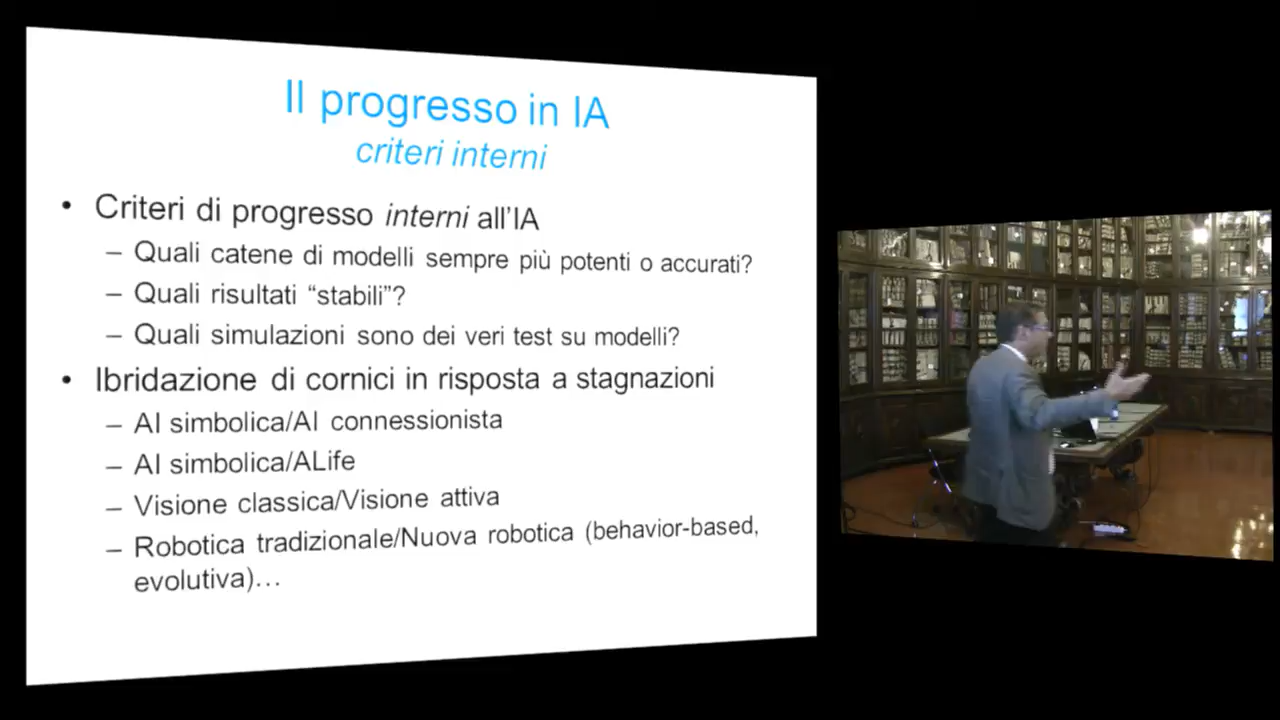 Il progresso in IA
criteri interni
• Criteri di progresso interni all'IA
– Quali catene di modelli sempre più potenti o accurati?
– Quali risultati “stabili”?
– Quali simulazioni sono dei veri test su modelli?
• Ibridazione di cornici in risposta a stagnazioni
– AI simbolica/AI connessionista
– AI simbolica/ALife
– Visione classica/Visione attiva
– Robotica tradizionale/Nuova robotica (behavior-based,
evolutiva)…